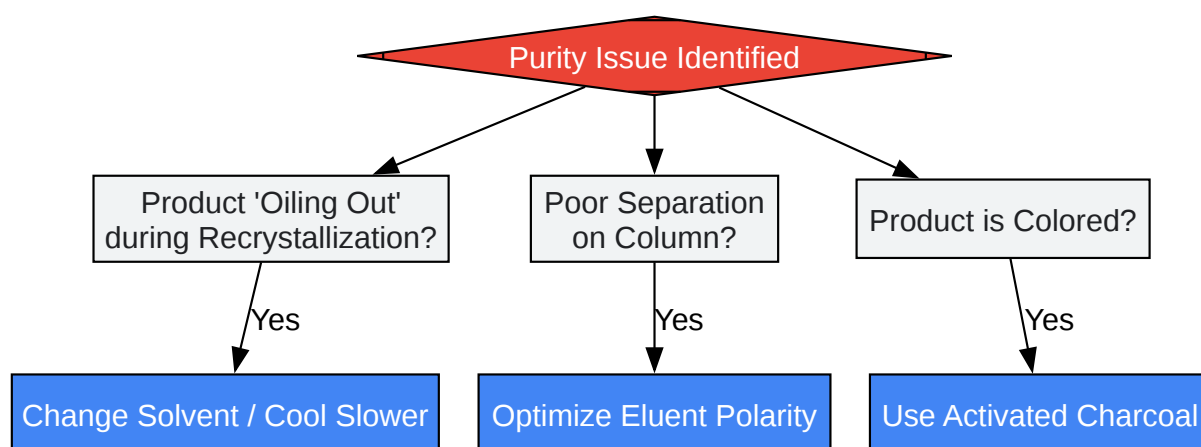 Purity Issue Identified
Product 'Oiling Out'
during Recrystallization?
Poor Separation
on Column?
Product is Colored?
Yes
Yes
Yes
Change Solvent / Cool Slower
Optimize Eluent Polarity
Use Activated Charcoal